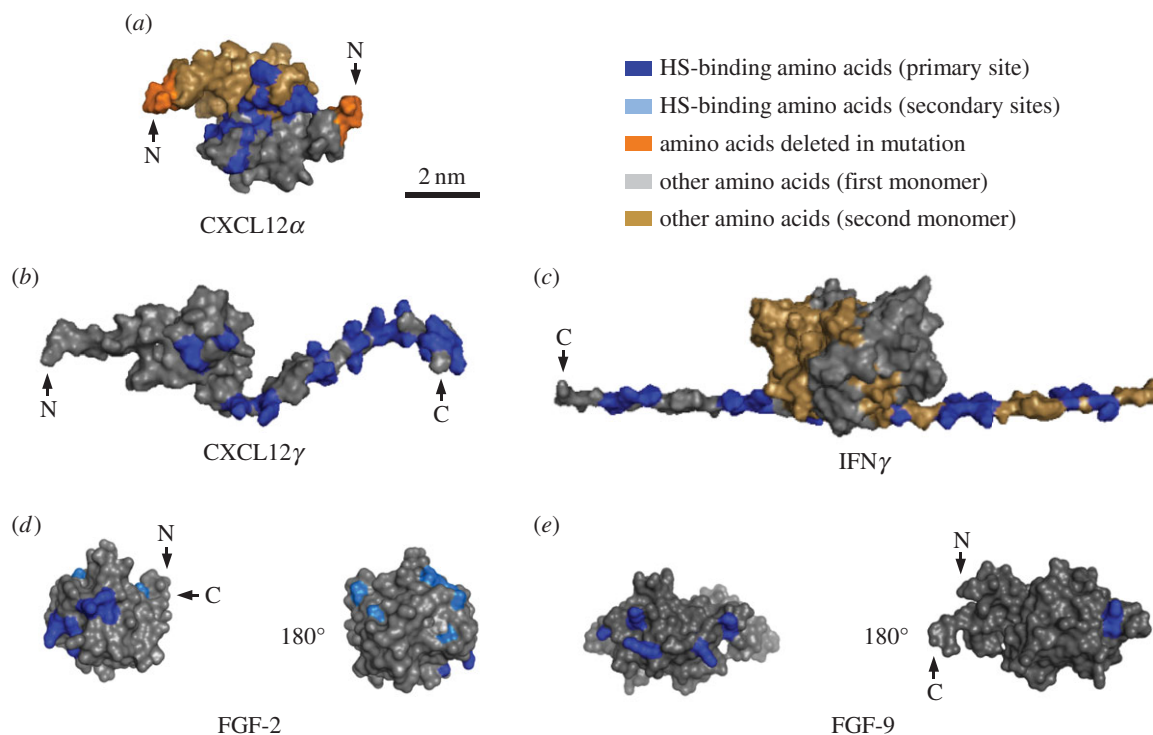 (a)
N
N
2 nm
CXCL12α
HS-binding amino acids (primary site)
HS-binding amino acids (secondary sites)
amino acids deleted in mutation
other amino acids (first monomer)
other amino acids (second monomer)
(b)
N
C
CXCL12γ
(c)
C
IFNγ
(d)
N
C
180°
FGF-2
(e)
180°
N
C
FGF-9